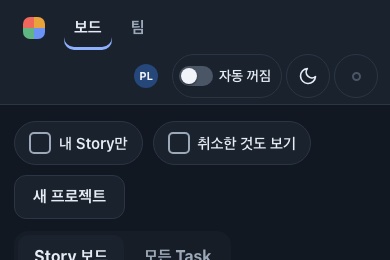 보드 팀
PL 자동 꺼짐
내 Story만 취소한 것도 보기
새 프로젝트
Story 보드 모든 Task